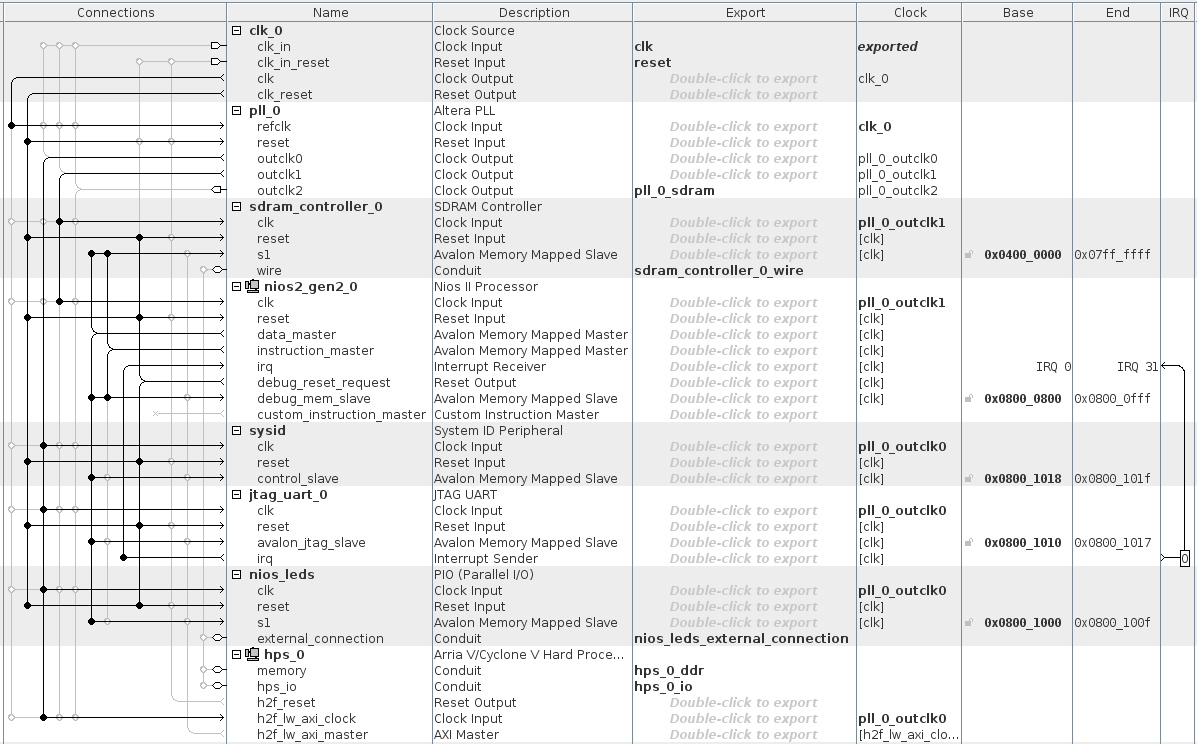 Connections Name Description Export Clock Base End IRQ
clk_0 Clock Source
clk_in Clock Input clk exported
clk_in_reset Reset Input reset
clk Clock Output Double-click to export clk_0
clk_reset Reset Output Double-click to export
pll_0 Altera PLL
refclk Clock Input Double-click to export clk_0
reset Reset Input Double-click to export
outclk0 Clock Output Double-click to export pll_0_outclk0
outclk1 Clock Output Double-click to export pll_0_outclk1
outclk2 Clock Output pll_0_sdram pll_0_outclk2
sdram_controller_0 SDRAM Controller
clk Clock Input Double-click to export pll_0_outclk1
reset Reset Input Double-click to export [clk]
s1 Avalon Memory Mapped Slave Double-click to export [clk] 0x0400_0000 0x07ff_ffff
wire Conduit sdram_controller_0_wire
nios2_gen2_0 Nios II Processor
clk Clock Input Double-click to export pll_0_outclk1
reset Reset Input Double-click to export [clk]
data_master Avalon Memory Mapped Master Double-click to export [clk]
instruction_master Avalon Memory Mapped Master Double-click to export [clk]
irq Interrupt Receiver Double-click to export [clk] IRQ 0 IRQ 31
debug_reset_request Reset Output Double-click to export [clk]
debug_mem_slave Avalon Memory Mapped Slave Double-click to export [clk] 0x0800_0800 0x0800_0fff
custom_instruction_master Custom Instruction Master Double-click to export
sysid System ID Peripheral
clk Clock Input Double-click to export pll_0_outclk0
reset Reset Input Double-click to export [clk]
control_slave Avalon Memory Mapped Slave Double-click to export [clk] 0x0800_1018 0x0800_101f
jtag_uart_0 JTAG UART
clk Clock Input Double-click to export pll_0_outclk0
reset Reset Input Double-click to export [clk]
avalon_jtag_slave Avalon Memory Mapped Slave Double-click to export [clk] 0x0800_1010 0x0800_1017
irq Interrupt Sender Double-click to export [clk] 0
nios_leds PIO (Parallel I/O)
clk Clock Input Double-click to export pll_0_outclk0
reset Reset Input Double-click to export [clk]
s1 Avalon Memory Mapped Slave Double-click to export [clk] 0x0800_1000 0x0800_100f
external_connection Conduit nios_leds_external_connection
hps_0 Arria V/Cyclone V Hard Proce...
memory Conduit hps_0_ddr
hps_io Conduit hps_0_io
h2f_reset Reset Output Double-click to export
h2f_lw_axi_clock Clock Input Double-click to export pll_0_outclk0
h2f_lw_axi_master AXI Master Double-click to export [h2f_lw_axi_clo...